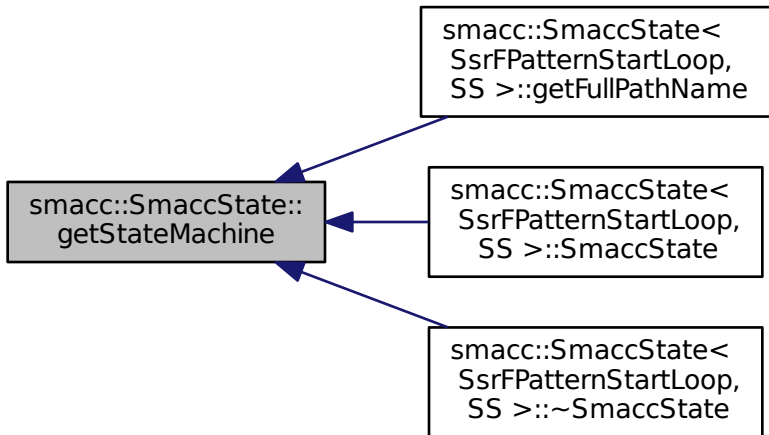 smacc::SmaccState<
SsrFPatternStartLoop,
SS >::getFullPathName
smacc::SmaccState::
getStateMachine
smacc::SmaccState<
SsrFPatternStartLoop,
SS >::SmaccState
smacc::SmaccState<
SsrFPatternStartLoop,
SS >::~SmaccState